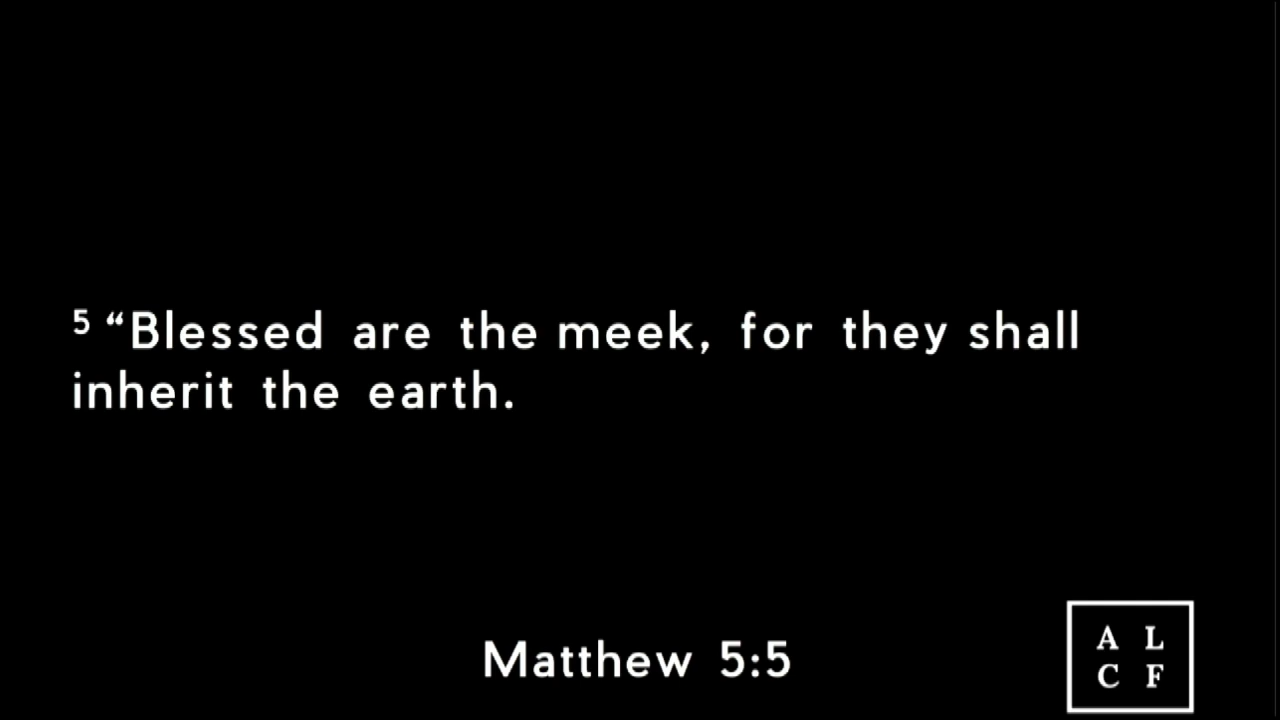 5 “Blessed are the meek, for they shall
inherit the earth.
Matthew 5:5
A L
C F